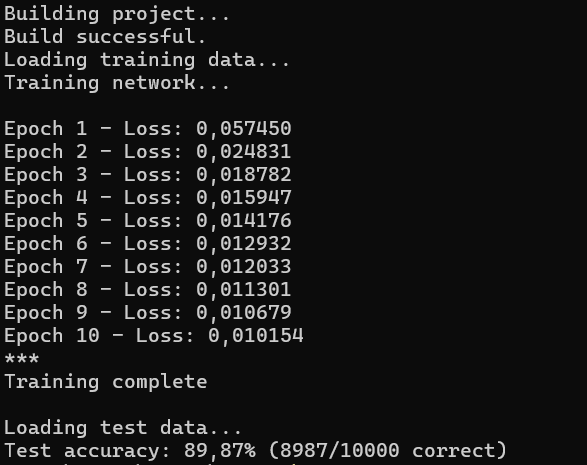 Building project...
Build successful.
Loading training data...
Training network...
Epoch 1 - Loss: 0,057450
Epoch 2 - Loss: 0,024831
Epoch 3 - Loss: 0,018782
Epoch 4 - Loss: 0,015947
Epoch 5 - Loss: 0,014176
Epoch 6 - Loss: 0,012932
Epoch 7 - Loss: 0,012033
Epoch 8 - Loss: 0,011301
Epoch 9 - Loss: 0,010679
Epoch 10 - Loss: 0,010154
***
Training complete
Loading test data...
Test accuracy: 89,87% (8987/10000 correct)